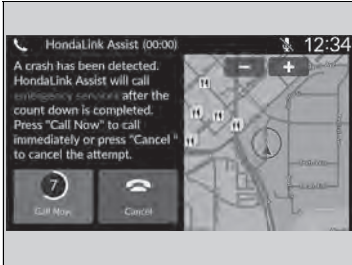 HondaLink Assist (00:00)
12:34
A crash has been detected.
HondaLink Assist will call
emergency services after the
count down is completed.
Press "Call Now" to call
immediately or press "Cancel "
to cancel the attempt.
7
Call Now
Cancel